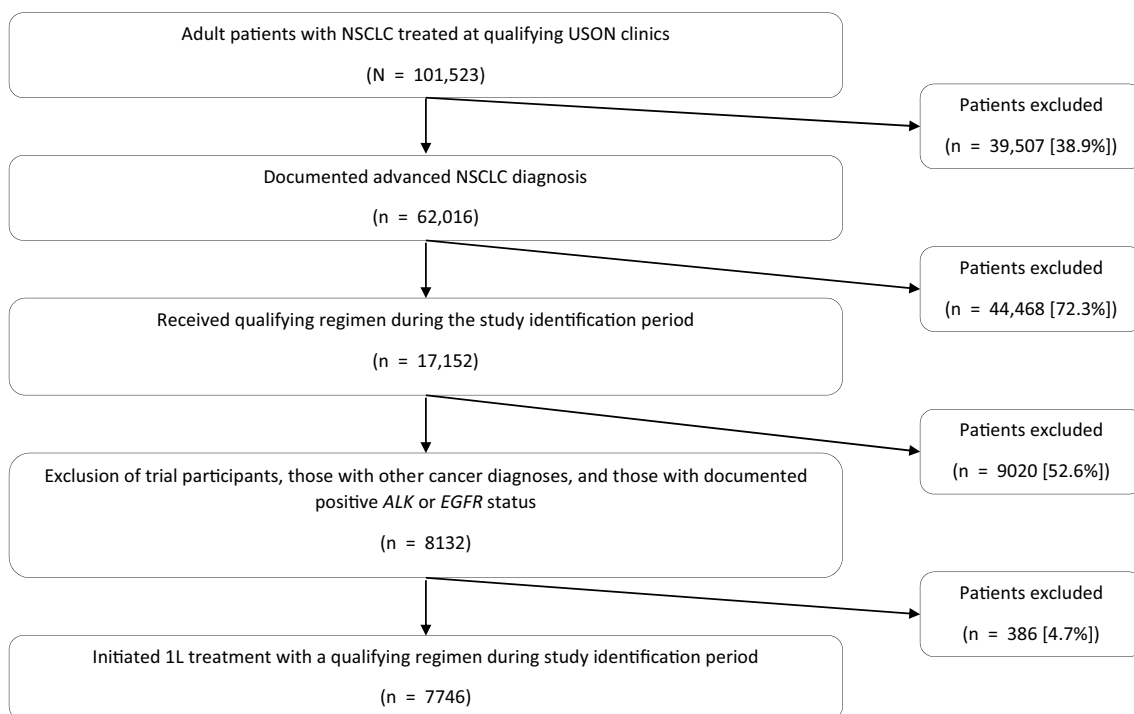 Adult patients with NSCLC treated at qualifying USON clinics
(N = 101,523)
Patients excluded
(n = 39,507 [38.9%])
Documented advanced NSCLC diagnosis
(n = 62,016)
Patients excluded
(n = 44,468 [72.3%])
Received qualifying regimen during the study identification period
(n = 17,152)
Patients excluded
(n = 9020 [52.6%])
Exclusion of trial participants, those with other cancer diagnoses, and those with documented
positive ALK or EGFR status
(n = 8132)
Patients excluded
(n = 386 [4.7%])
Initiated 1L treatment with a qualifying regimen during study identification period
(n = 7746)